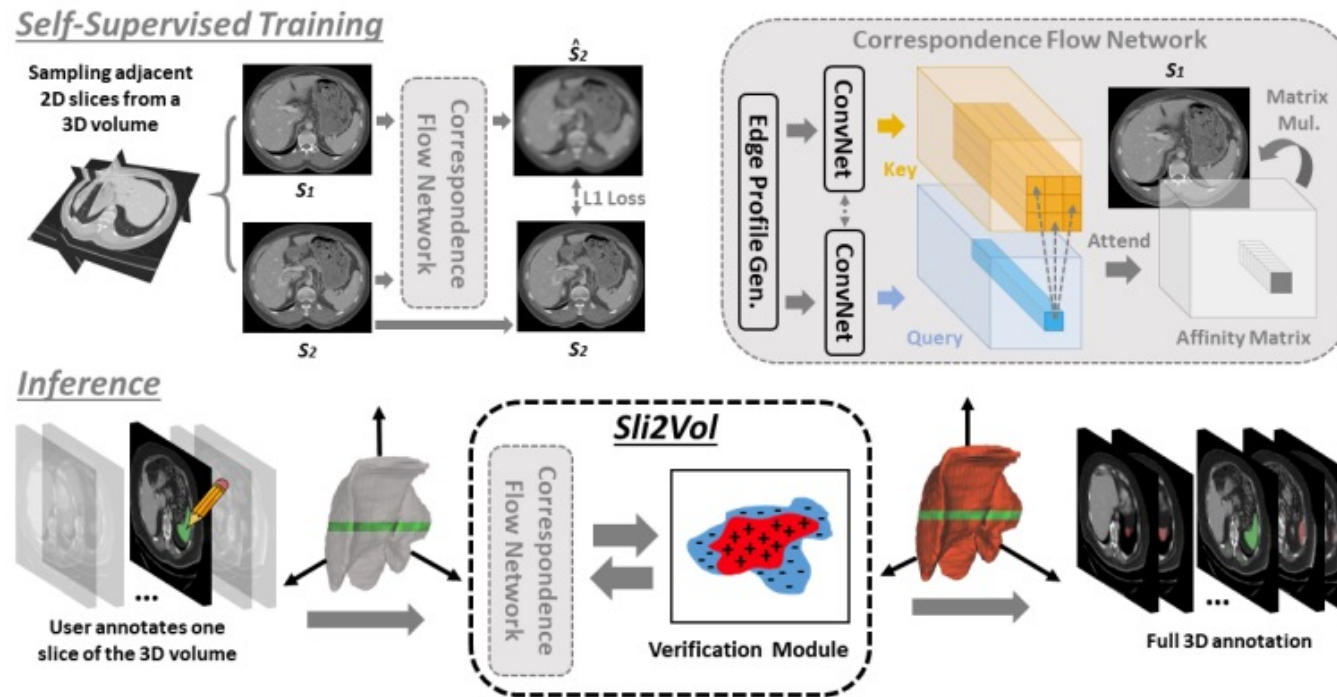 Self-Supervised Training
Sampling adjacent
2D slices from a
3D volume
S1
S2
Correspondence
Flow Network
Ŝ2
L1 Loss
S2
Correspondence Flow Network
Edge Profile Gen.
ConvNet
ConvNet
Key
Query
Attend
S1
Matrix
Mul.
Affinity Matrix
Inference
...
User annotates one
slice of the 3D volume
Sli2Vol
Correspondence
Flow Network
Verification Module
...
Full 3D annotation